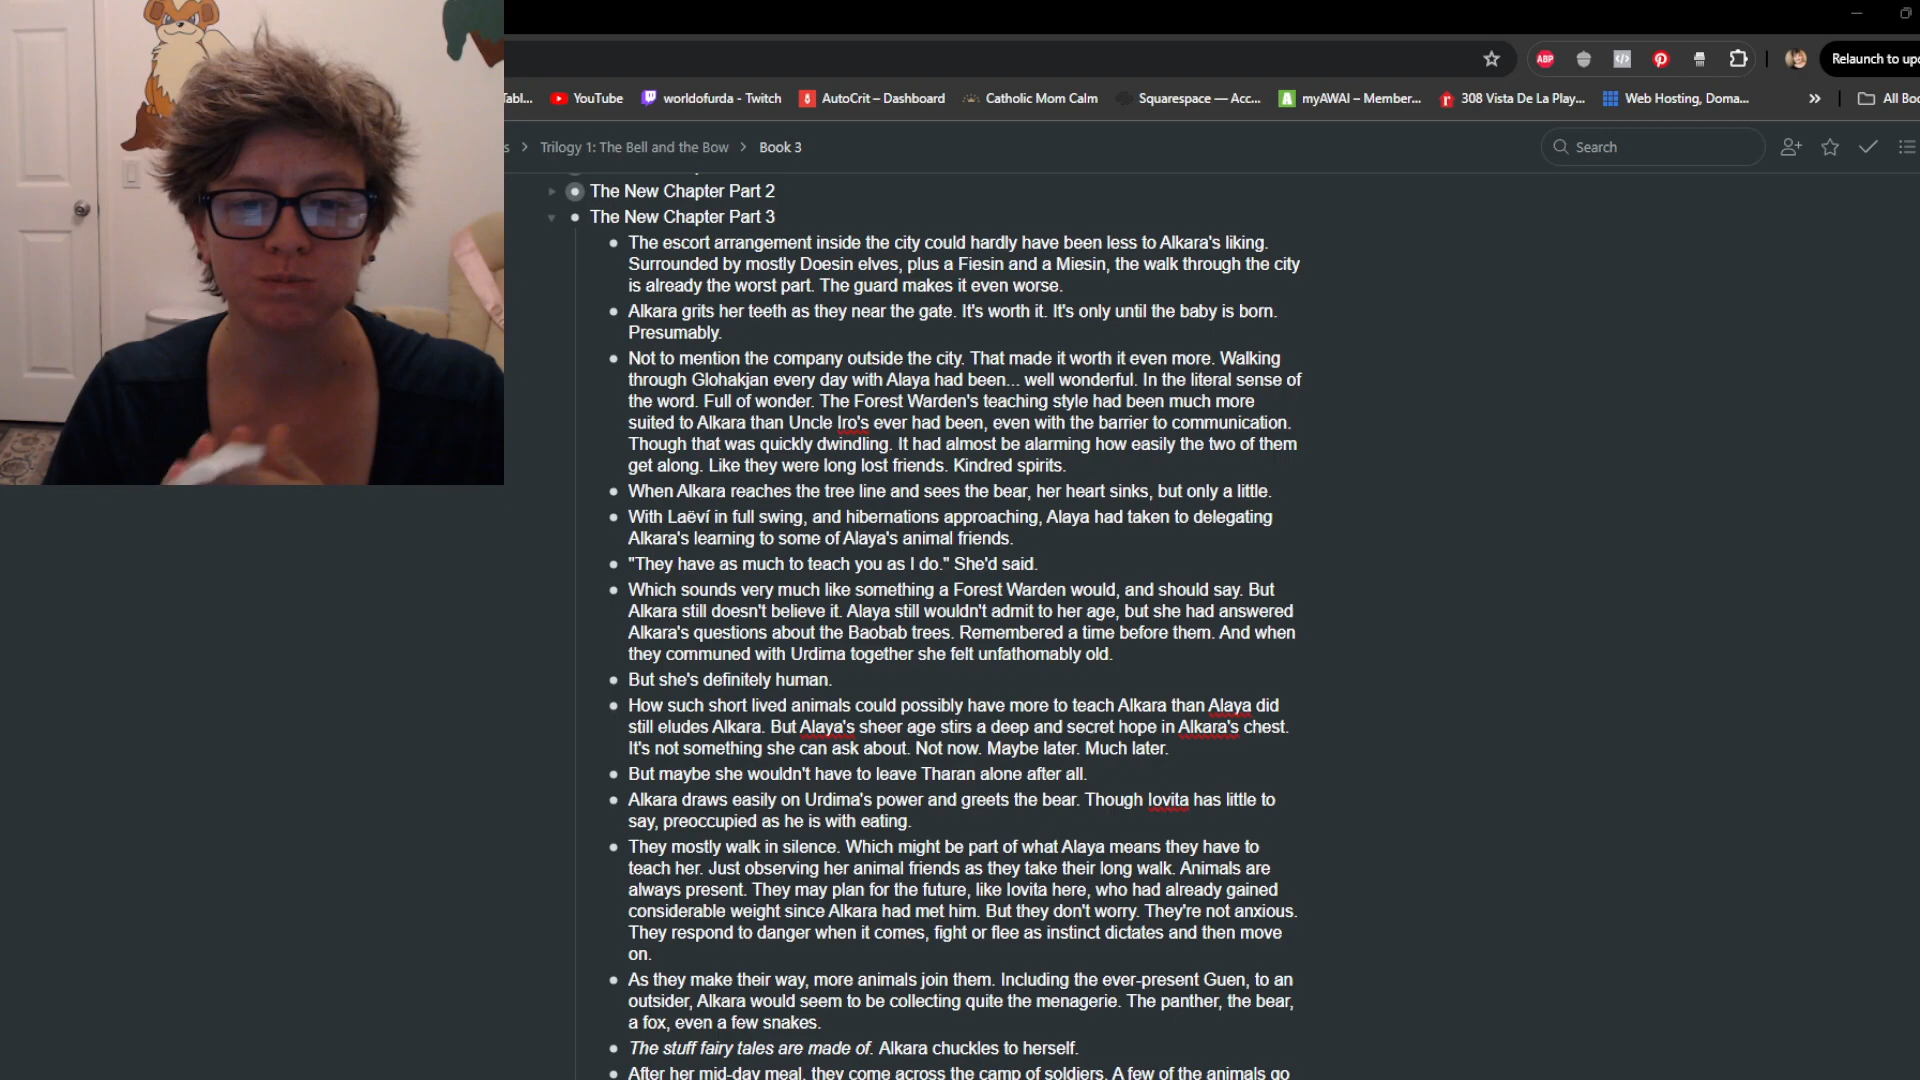 Relaunch to upd
Tabl...
YouTube
worldofurda - Twitch
AutoCrit – Dashboard
Catholic Mom Calm
Squarespace — Acc...
myAWAI – Member...
308 Vista De La Play...
Web Hosting, Doma...
All Boo
ABP
s > Trilogy 1: The Bell and the Bow > Book 3
Search
The New Chapter Part 2
The New Chapter Part 3
The escort arrangement inside the city could hardly have been less to Alkara's liking.
Surrounded by mostly Doesin elves, plus a Fiesin and a Miesin, the walk through the city
is already the worst part. The guard makes it even worse.
Alkara grits her teeth as they near the gate. It's worth it. It's only until the baby is born.
Presumably.
Not to mention the company outside the city. That made it worth it even more. Walking
through Glohakjan every day with Alaya had been... well wonderful. In the literal sense of
the word. Full of wonder. The Forest Warden's teaching style had been much more
suited to Alkara than Uncle Iro's ever had been, even with the barrier to communication.
Though that was quickly dwindling. It had almost be alarming how easily the two of them
get along. Like they were long lost friends. Kindred spirits.
When Alkara reaches the tree line and sees the bear, her heart sinks, but only a little.
With Laëví in full swing, and hibernations approaching, Alaya had taken to delegating
Alkara's learning to some of Alaya's animal friends.
"They have as much to teach you as I do." She'd said.
Which sounds very much like something a Forest Warden would, and should say. But
Alkara still doesn't believe it. Alaya still wouldn't admit to her age, but she had answered
Alkara's questions about the Baobab trees. Remembered a time before them. And when
they communed with Urdima together she felt unfathomably old.
But she's definitely human.
How such short lived animals could possibly have more to teach Alkara than Alaya did
still eludes Alkara. But Alaya's sheer age stirs a deep and secret hope in Alkara's chest.
It's not something she can ask about. Not now. Maybe later. Much later.
But maybe she wouldn't have to leave Tharan alone after all.
Alkara draws easily on Urdima's power and greets the bear. Though Iovita has little to
say, preoccupied as he is with eating.
They mostly walk in silence. Which might be part of what Alaya means they have to
teach her. Just observing her animal friends as they take their long walk. Animals are
always present. They may plan for the future, like Iovita here, who had already gained
considerable weight since Alkara had met him. But they don't worry. They're not anxious.
They respond to danger when it comes, fight or flee as instinct dictates and then move
on.
As they make their way, more animals join them. Including the ever-present Guen, to an
outsider, Alkara would seem to be collecting quite the menagerie. The panther, the bear,
a fox, even a few snakes.
The stuff fairy tales are made of. Alkara chuckles to herself.
After her mid-day meal, they come across the camp of soldiers. A few of the animals go